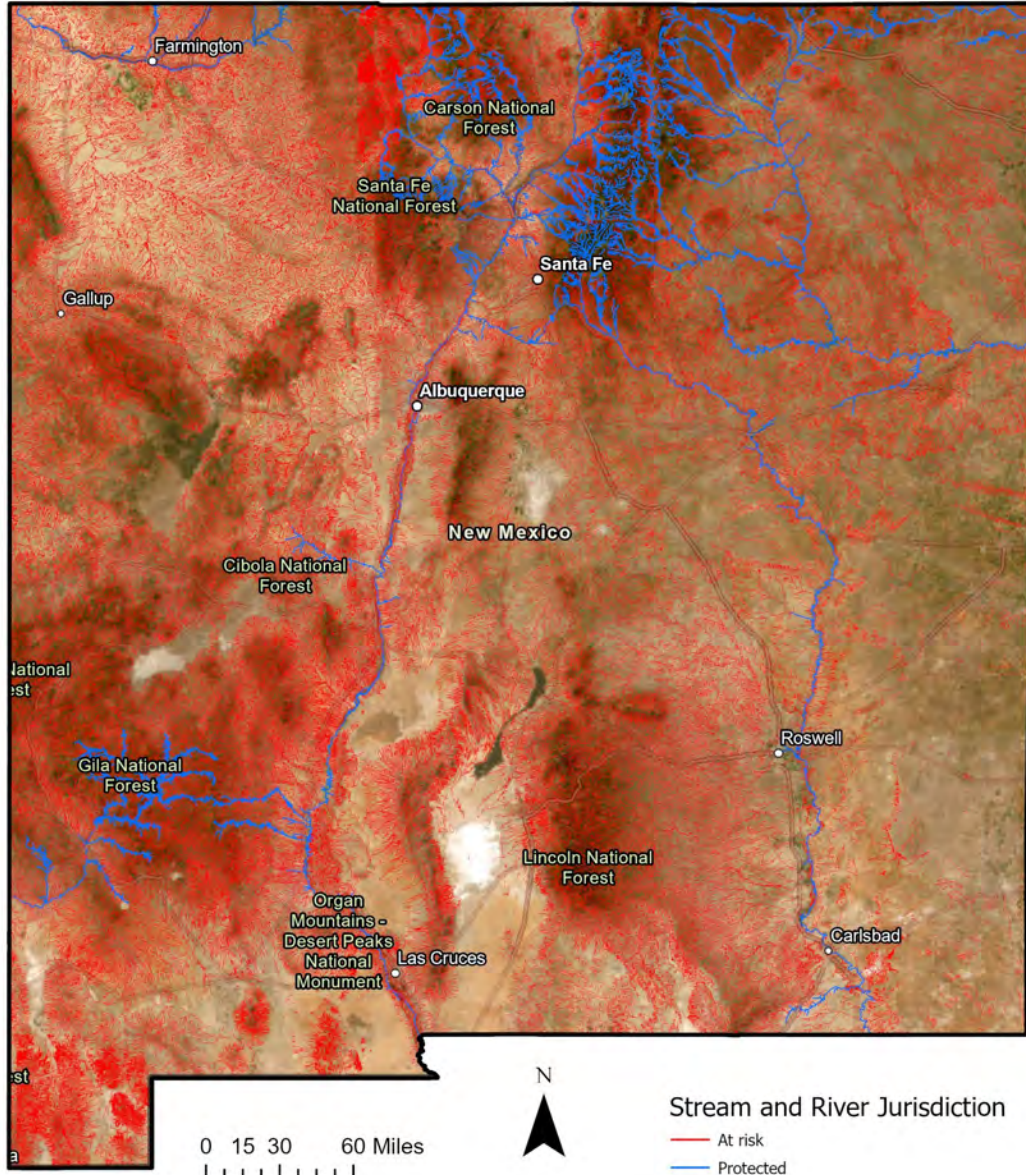 Farmington
Carson National
Forest
Santa Fe
National Forest
Santa Fe
Gallup
Albuquerque
New Mexico
Cibola National
Forest
National
est
Roswell
Gila National
Forest
Lincoln National
Forest
Organ
Mountains -
Desert Peaks
National
Monument
Las Cruces
Carlsbad
st
a
N
0 15 30 60 Miles
Stream and River Jurisdiction
At risk
Protected